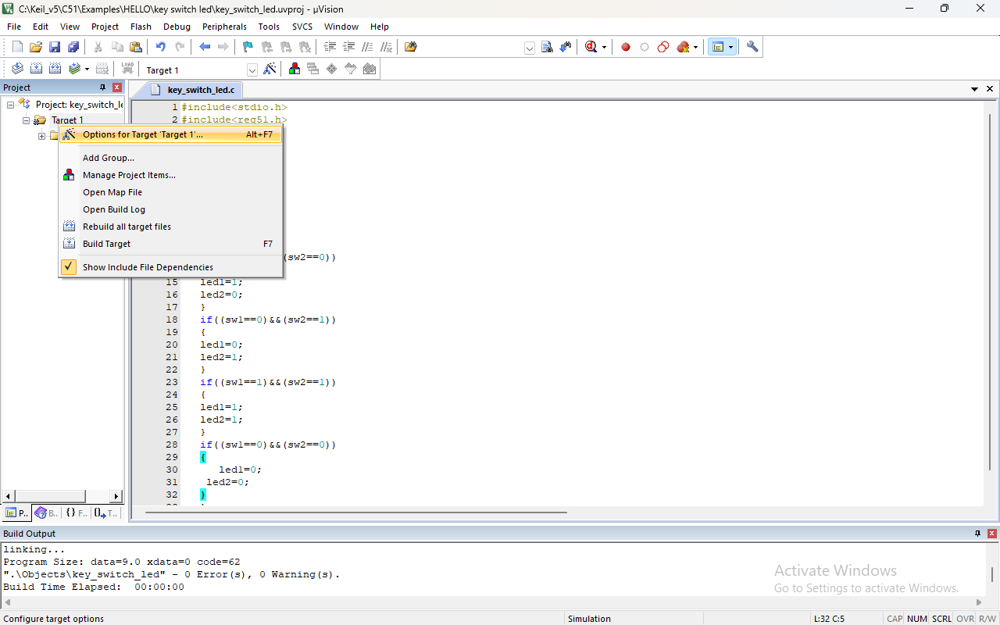 C:\Keil_v5\C51\Examples\HELLO\key switch led\key_switch_led.uvproj - µVision
File Edit View Project Flash Debug Peripherals Tools SVCS Window Help
LOAD Target 1
Project
key_switch_led.c
Project: key_switch_le
Target 1
1 #include<stdio.h>
2 #include<reg51.h>
Options for Target 'Target 1'... Alt+F7
Add Group...
Manage Project Items...
Open Map File
Open Build Log
Rebuild all target files
Build Target F7
Show Include File Dependencies
(sw2==0))
15 led1=1;
16 led2=0;
17 }
18 if((sw1==0)&&(sw2==1))
19 {
20 led1=0;
21 led2=1;
22 }
23 if((sw1==1)&&(sw2==1))
24 {
25 led1=1;
26 led2=1;
27 }
28 if((sw1==0)&&(sw2==0))
29 {
30 led1=0;
31 led2=0;
32 }
P.. B.. {} F.. T..
Build Output
linking...
Program Size: data=9.0 xdata=0 code=62
".\Objects\key_switch_led" - 0 Error(s), 0 Warning(s).
Build Time Elapsed: 00:00:00
Activate Windows
Go to Settings to activate Windows.
Configure target options Simulation L:32 C:5 CAP NUM SCRL OVR R/W